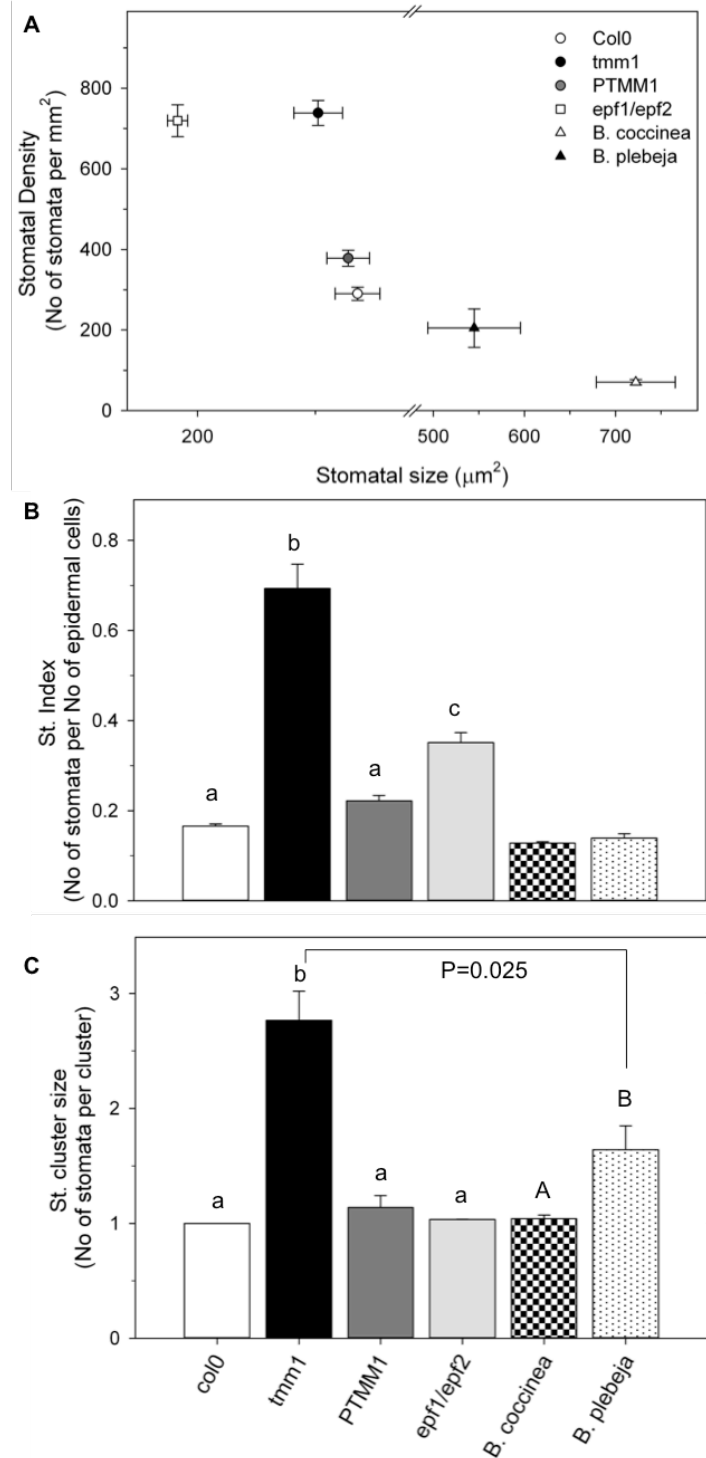 A
Col0
tmm1
PTMM1
epf1/epf2
B. coccinea
B. plebeja
Stomatal Density
(No of stomata per mm²)
800
600
400
200
0
200 500 600 700
Stomatal size (μm²)
B
St. Index
(No of stomata per No of epidermal cells)
0.8
0.6
0.4
0.2
0.0
a b a c
C
St. cluster size
(No of stomata per cluster)
3
2
1
0
P=0.025
a b a a A B
col0 tmm1 PTMM1 epf1/epf2 B. coccinea B. plebeja